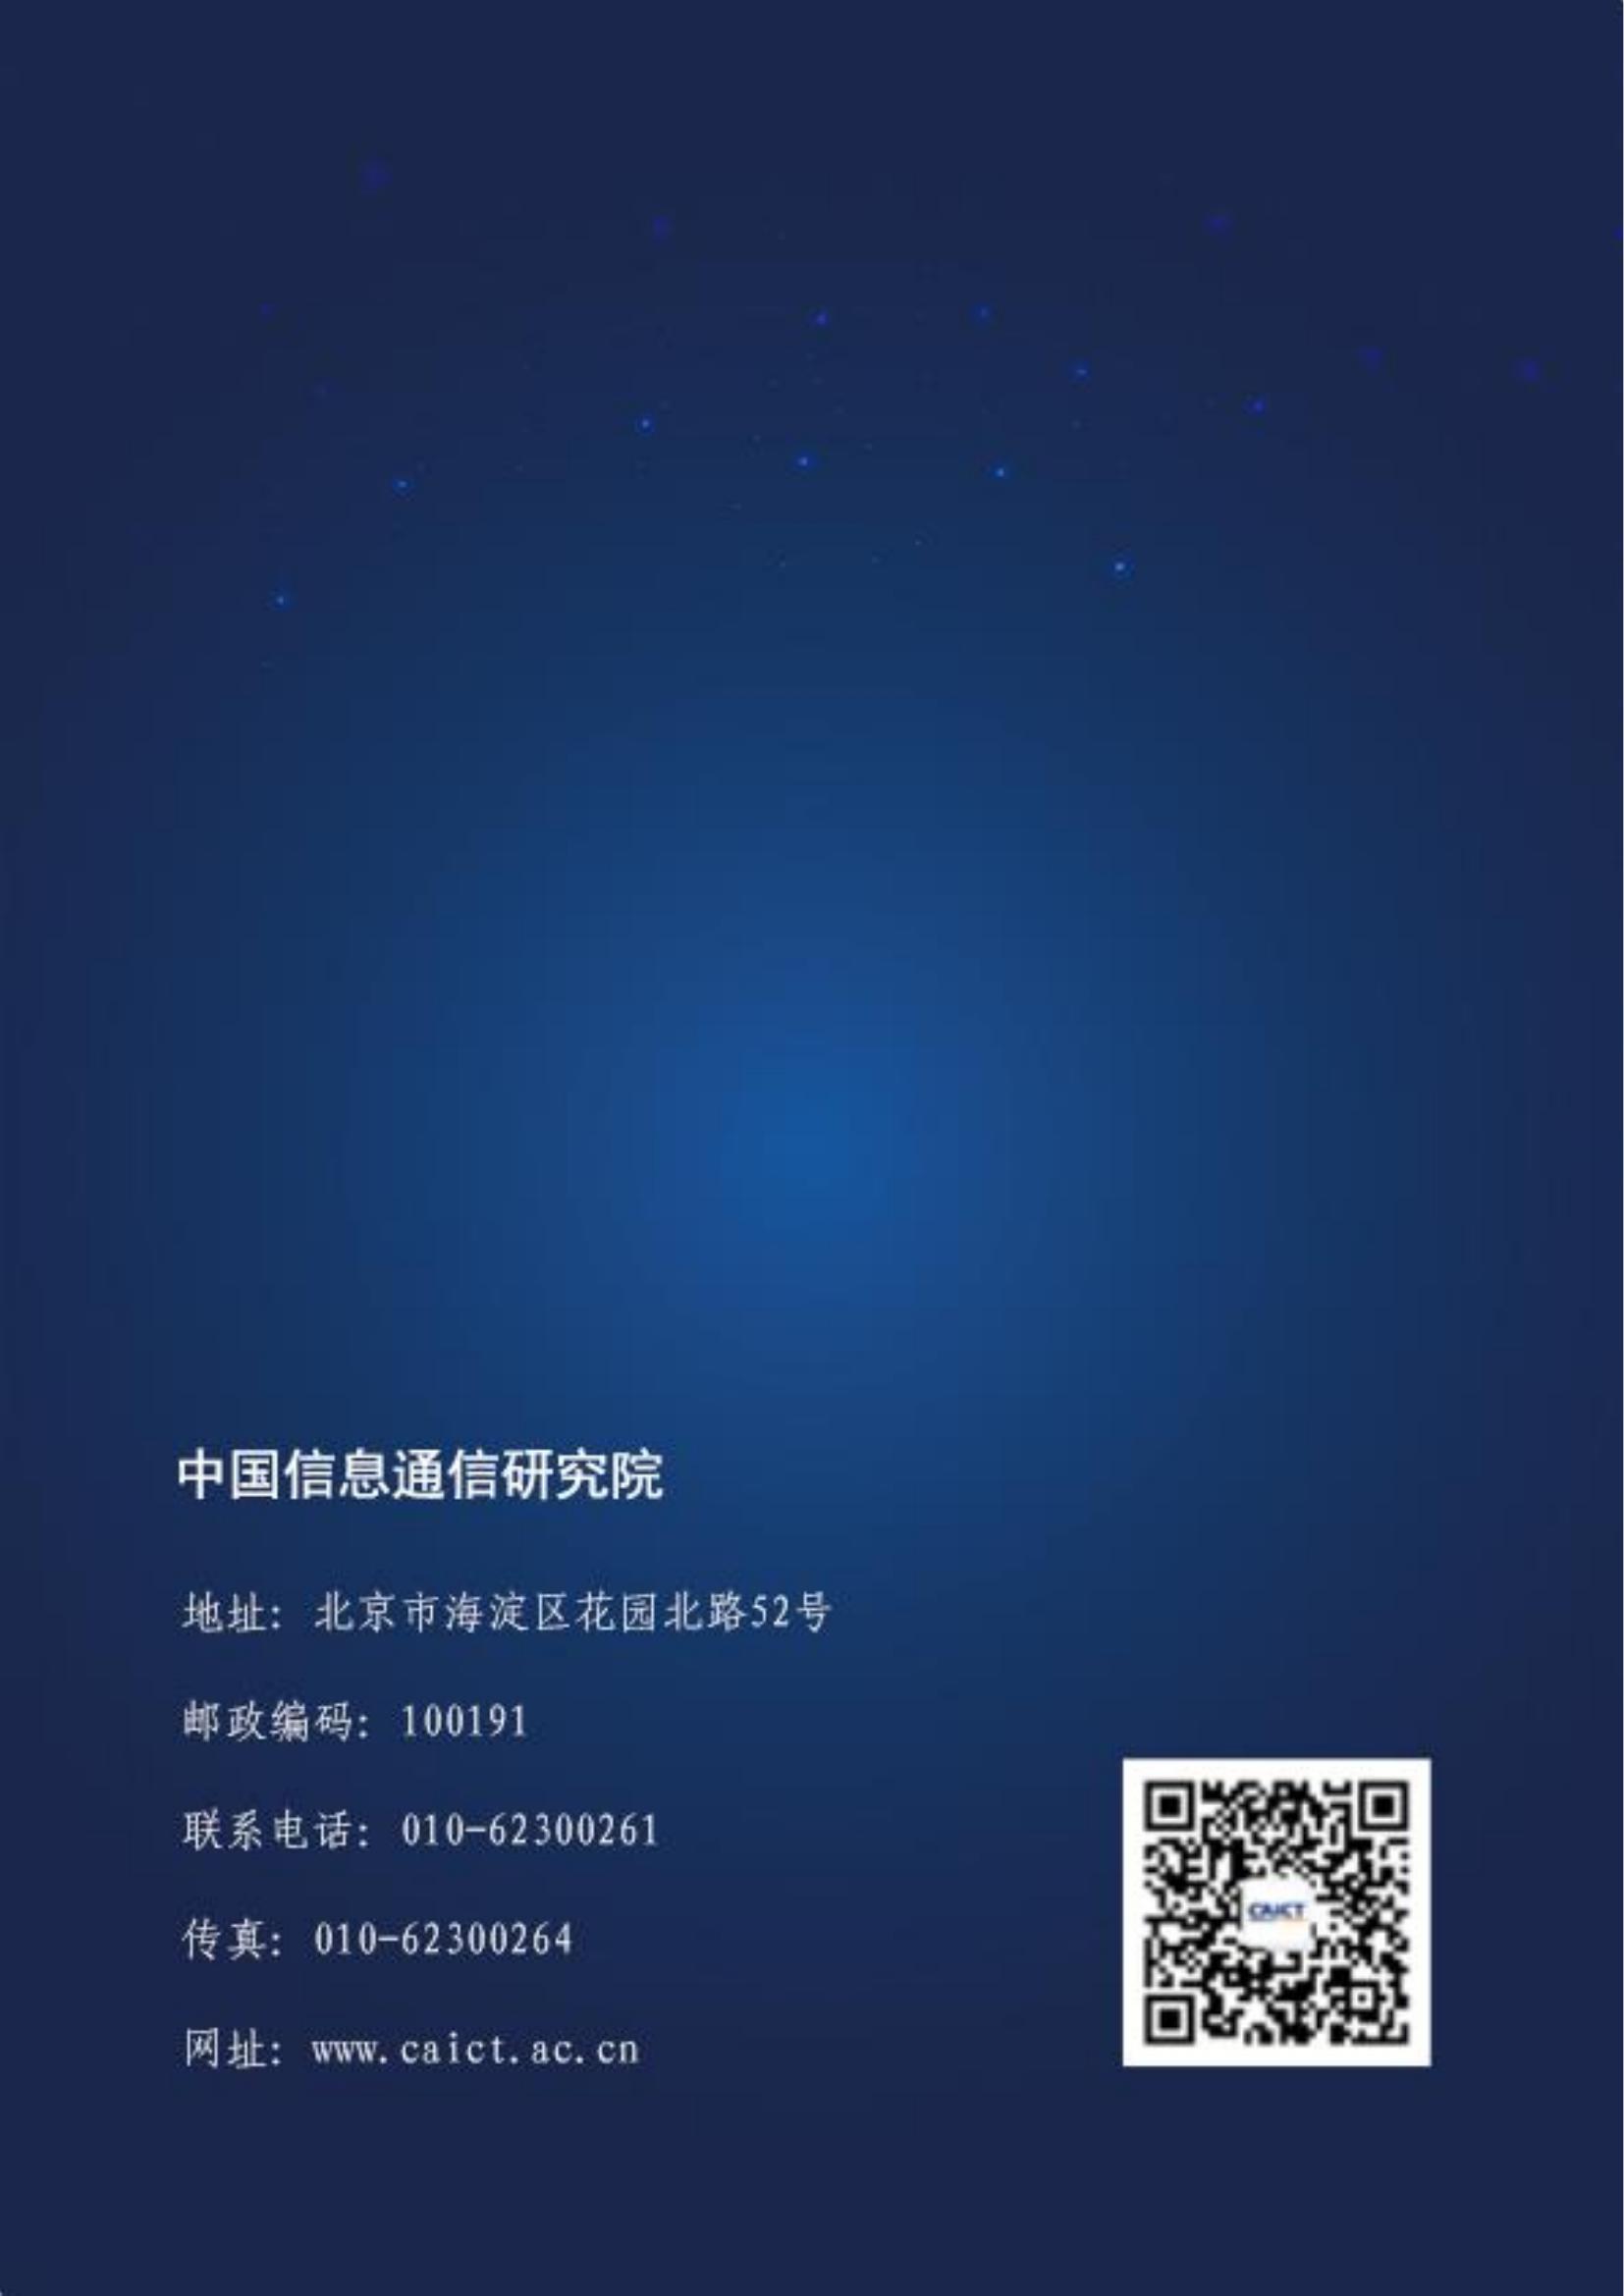 中国信息通信研究院
地址：北京市海淀区花园北路52号
邮政编码：100191
联系电话：010-62300261
传真：010-62300264
网址：www.caict.ac.cn
CAICT